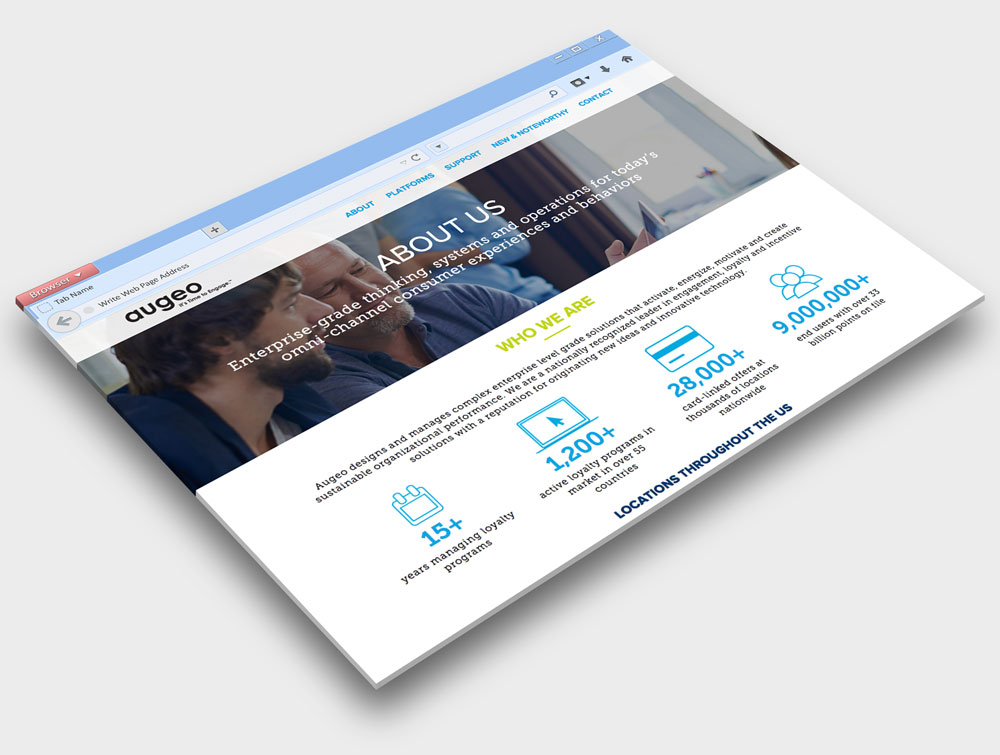 Browser
Tab Name
Write Web Page Address
augeo
It's Time to Engage.™
ABOUT
PLATFORMS
SUPPORT
NEW & NOTEWORTHY
CONTACT
ABOUT US
Enterprise-grade thinking, systems and operations for today's
omni-channel consumer experiences and behaviors
WHO WE ARE
Augeo designs and manages complex enterprise level grade solutions that activate, energize, motivate and create
sustainable organizational performance. We are a nationally recognized leader in engagement, loyalty and incentive
solutions with a reputation for originating new ideas and innovative technology.
15+
years managing loyalty
programs
1,200+
active loyalty programs in
market in over 55
countries
28,000+
card-linked offers at
thousands of locations
nationwide
9,000,000+
end users with over 33
billion points on file
LOCATIONS THROUGHOUT THE US